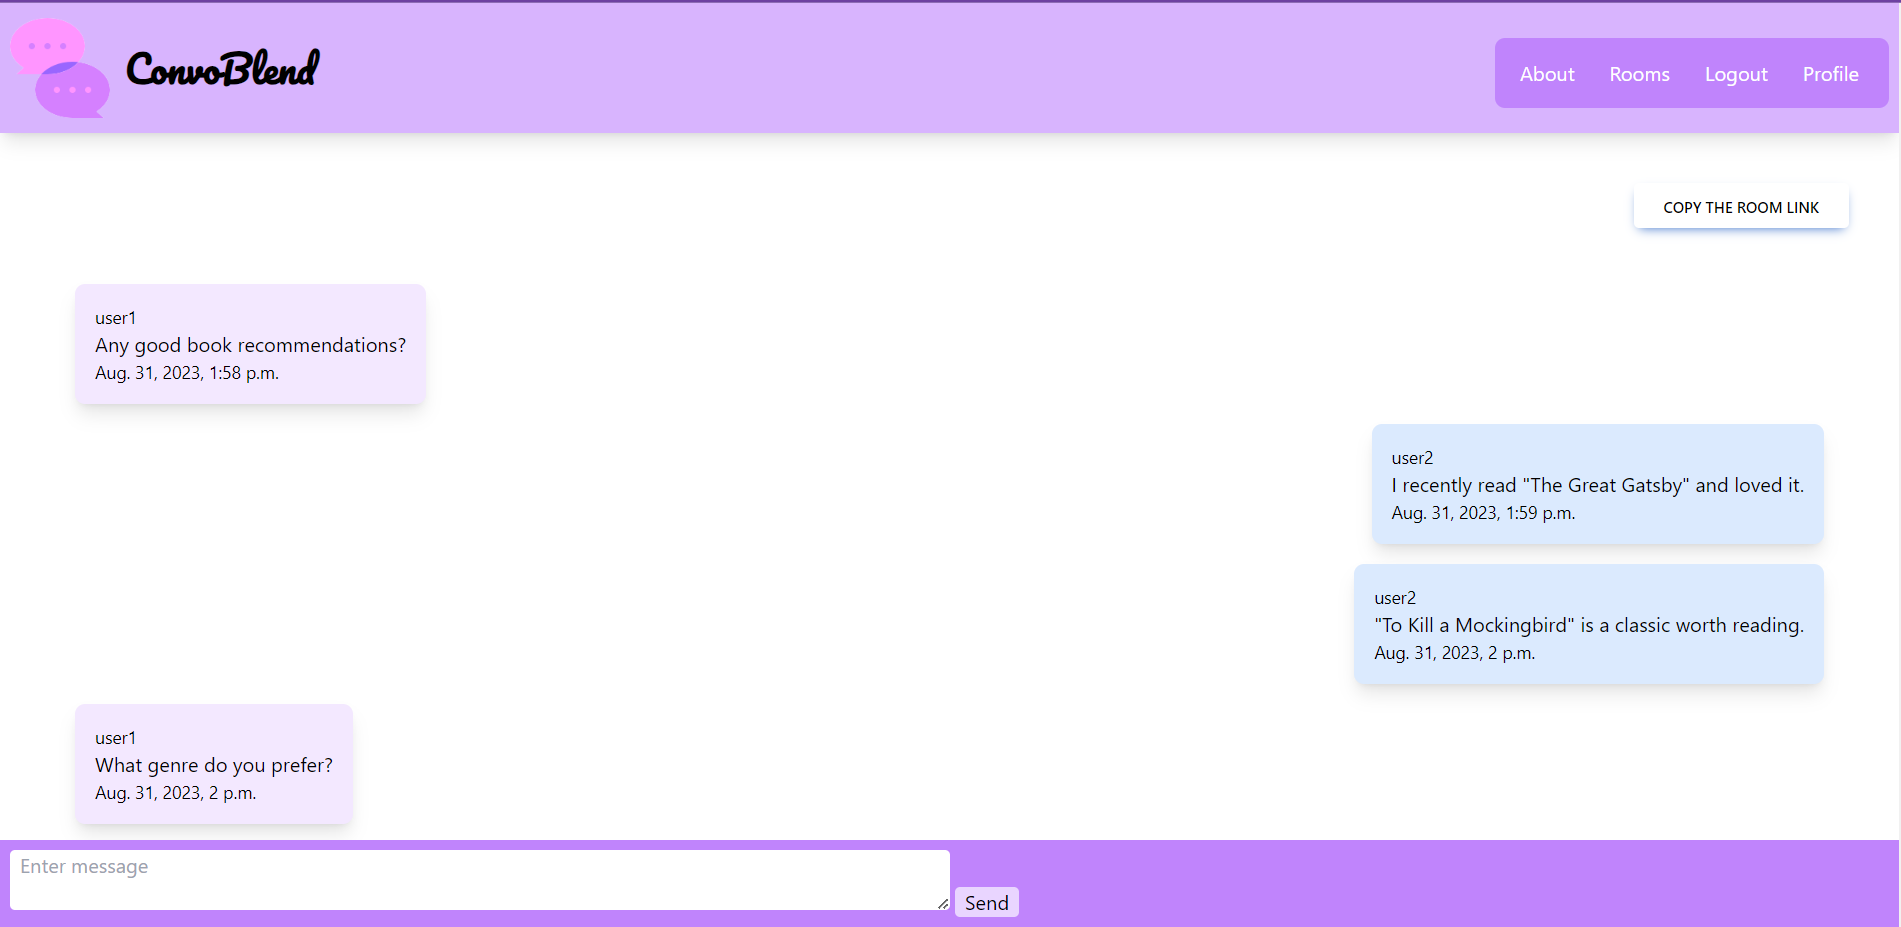 ConvoBlend
About Rooms Logout Profile
COPY THE ROOM LINK
user1
Any good book recommendations?
Aug. 31, 2023, 1:58 p.m.
user2
I recently read "The Great Gatsby" and loved it.
Aug. 31, 2023, 1:59 p.m.
user2
"To Kill a Mockingbird" is a classic worth reading.
Aug. 31, 2023, 2 p.m.
user1
What genre do you prefer?
Aug. 31, 2023, 2 p.m.
Enter message
Send